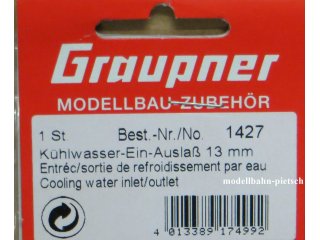 Graupner
MODELLBAU-ZUBEHÖR
1 St Best.-Nr./No. 1427
Kühlwasser-Ein-Auslaß 13 mm
Entréc/sortie de refroidissement par eau
Cooling water inlet/outlet
modellbahn-pietsch
4 013389 174992